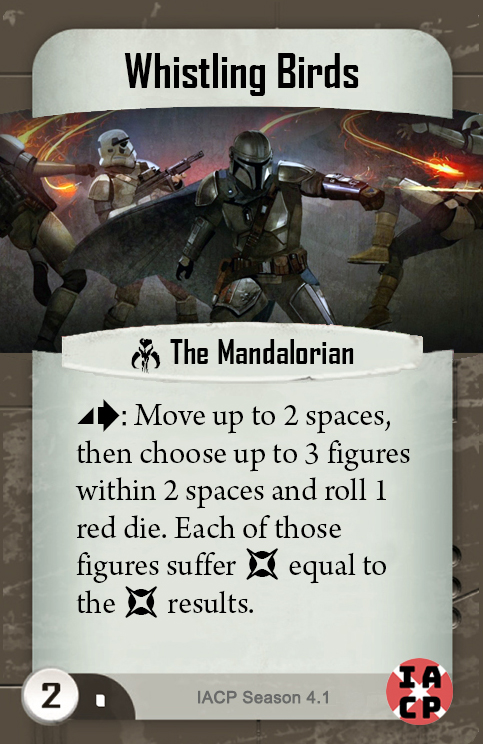 Whistling Birds
The Mandalorian
: Move up to 2 spaces,
then choose up to 3 figures
within 2 spaces and roll 1
red die. Each of those
figures suffer equal to
the results.
2
IACP Season 4.1
IA
CP